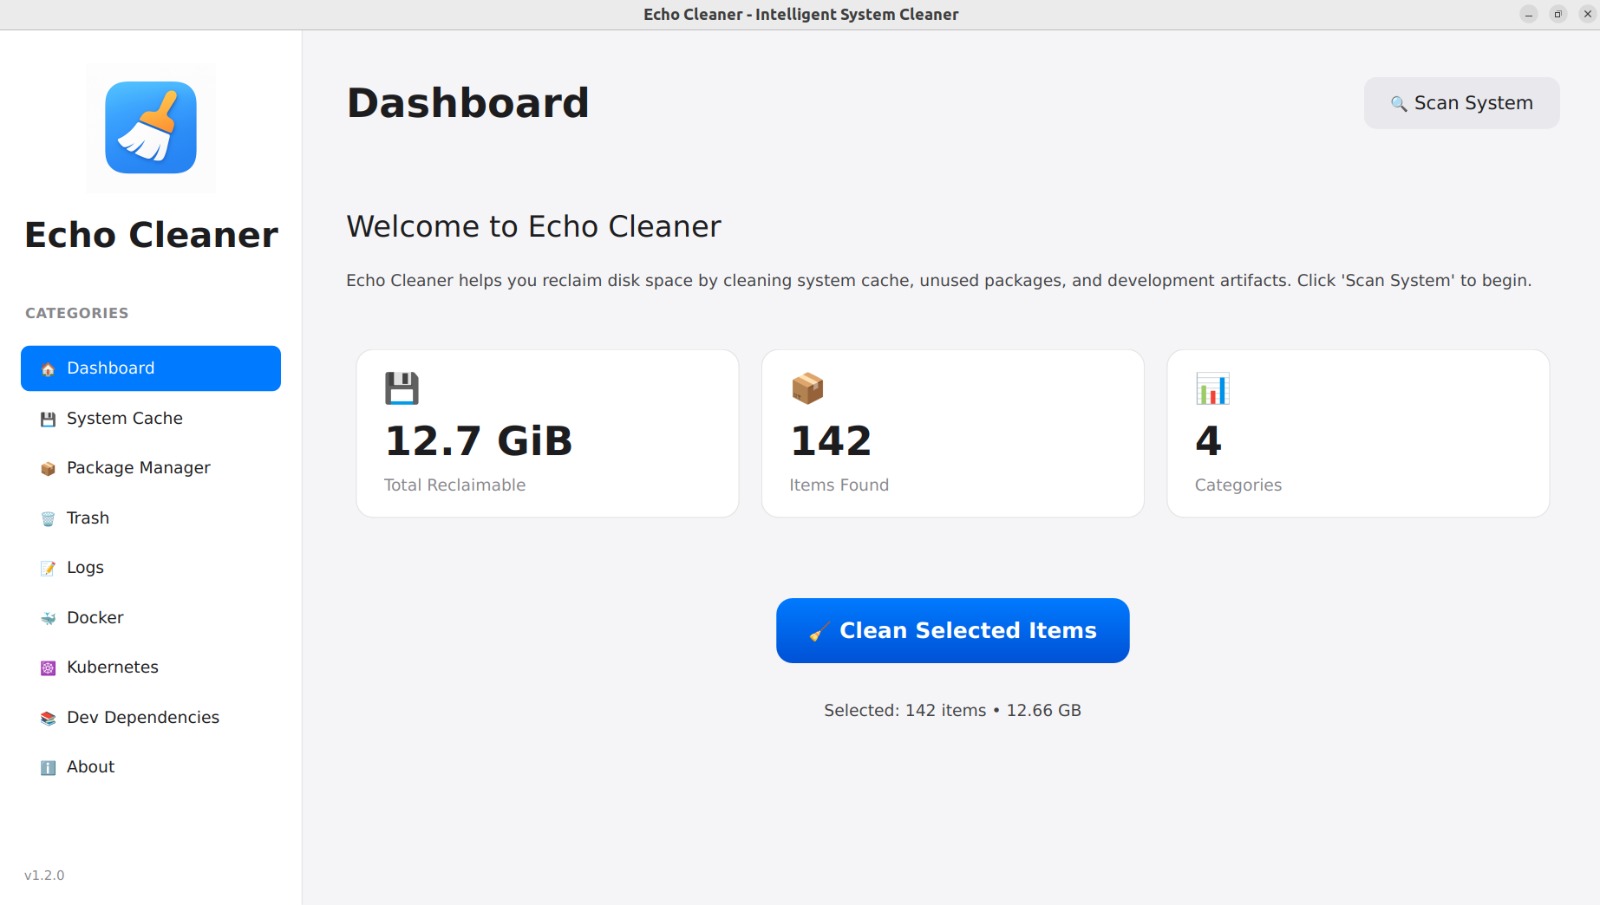 Echo Cleaner - Intelligent System Cleaner
Echo Cleaner
CATEGORIES
Dashboard
System Cache
Package Manager
Trash
Logs
Docker
Kubernetes
Dev Dependencies
About
v1.2.0
Dashboard
Scan System
Welcome to Echo Cleaner
Echo Cleaner helps you reclaim disk space by cleaning system cache, unused packages, and development artifacts. Click 'Scan System' to begin.
12.7 GiB
Total Reclaimable
142
Items Found
4
Categories
Clean Selected Items
Selected: 142 items • 12.66 GB